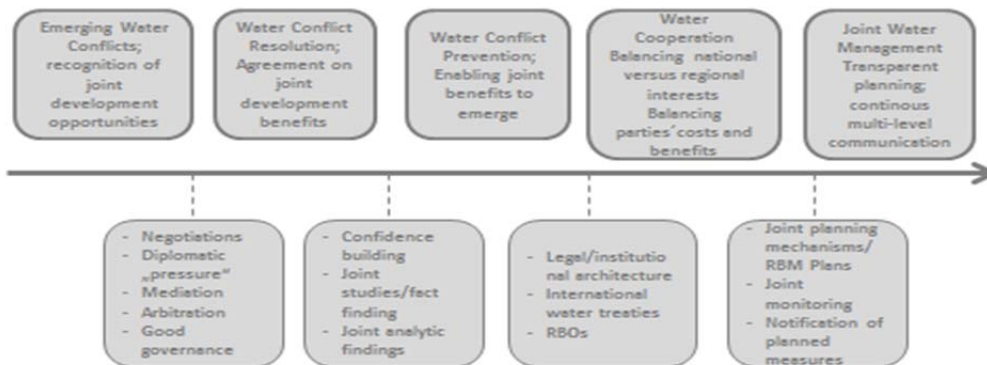 Emerging Water
Conflicts;
recognition of
joint
development
opportunities
Water Conflict
Resolution;
Agreement on
joint
development
benefits
Water Conflict
Prevention;
Enabling joint
benefits to
emerge
Water
Cooperation
Balancing national
versus regional
interests
Balancing
parties´costs and
benefits
Joint Water
Management
Transparent
planning;
continous
multi-level
communication
- Negotiations
- Diplomatic
„pressure“
- Mediation
- Arbitration
- Good
governance
- Confidence
building
- Joint
studies/fact
finding
- Joint analytic
findings
- Legal/institutio
nal architecture
- International
water treaties
- RBOs
- Joint planning
mechanisms/
RBM Plans
- Joint
monitoring
- Notification of
planned
measures